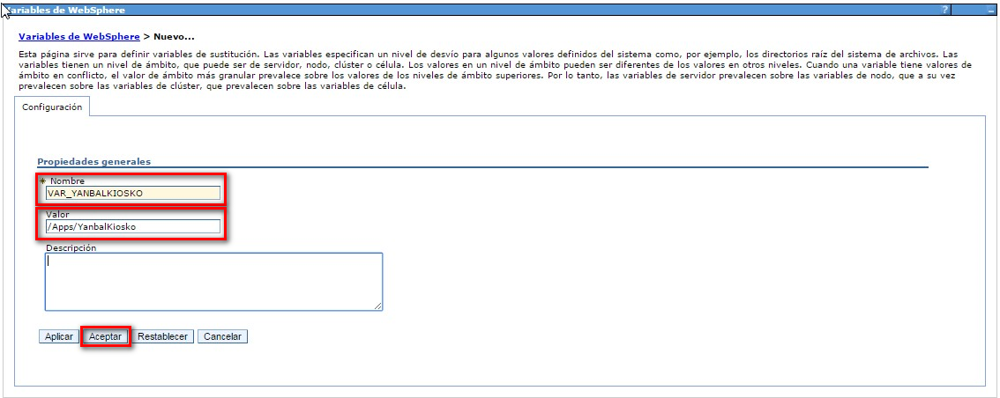 Variables de WebSphere
?
Variables de WebSphere > Nuevo...
Esta página sirve para definir variables de sustitución. Las variables especifican un nivel de desvío para algunos valores definidos del sistema como, por ejemplo, los directorios raíz del sistema de archivos. Las
variables tienen un nivel de ámbito, que puede ser de servidor, nodo, clúster o célula. Los valores en un nivel de ámbito pueden ser diferentes de los valores en otros niveles. Cuando una variable tiene valores de
ámbito en conflicto, el valor de ámbito más granular prevalece sobre los valores de los niveles de ámbito superiores. Por lo tanto, las variables de servidor prevalecen sobre las variables de nodo, que a su vez
prevalecen sobre las variables de clúster, que prevalecen sobre las variables de célula.
Configuración
Propiedades generales
* Nombre
VAR_YANBALKIOSKO
Valor
/Apps/YanbalKiosko
Descripción
Aplicar Aceptar Restablecer Cancelar